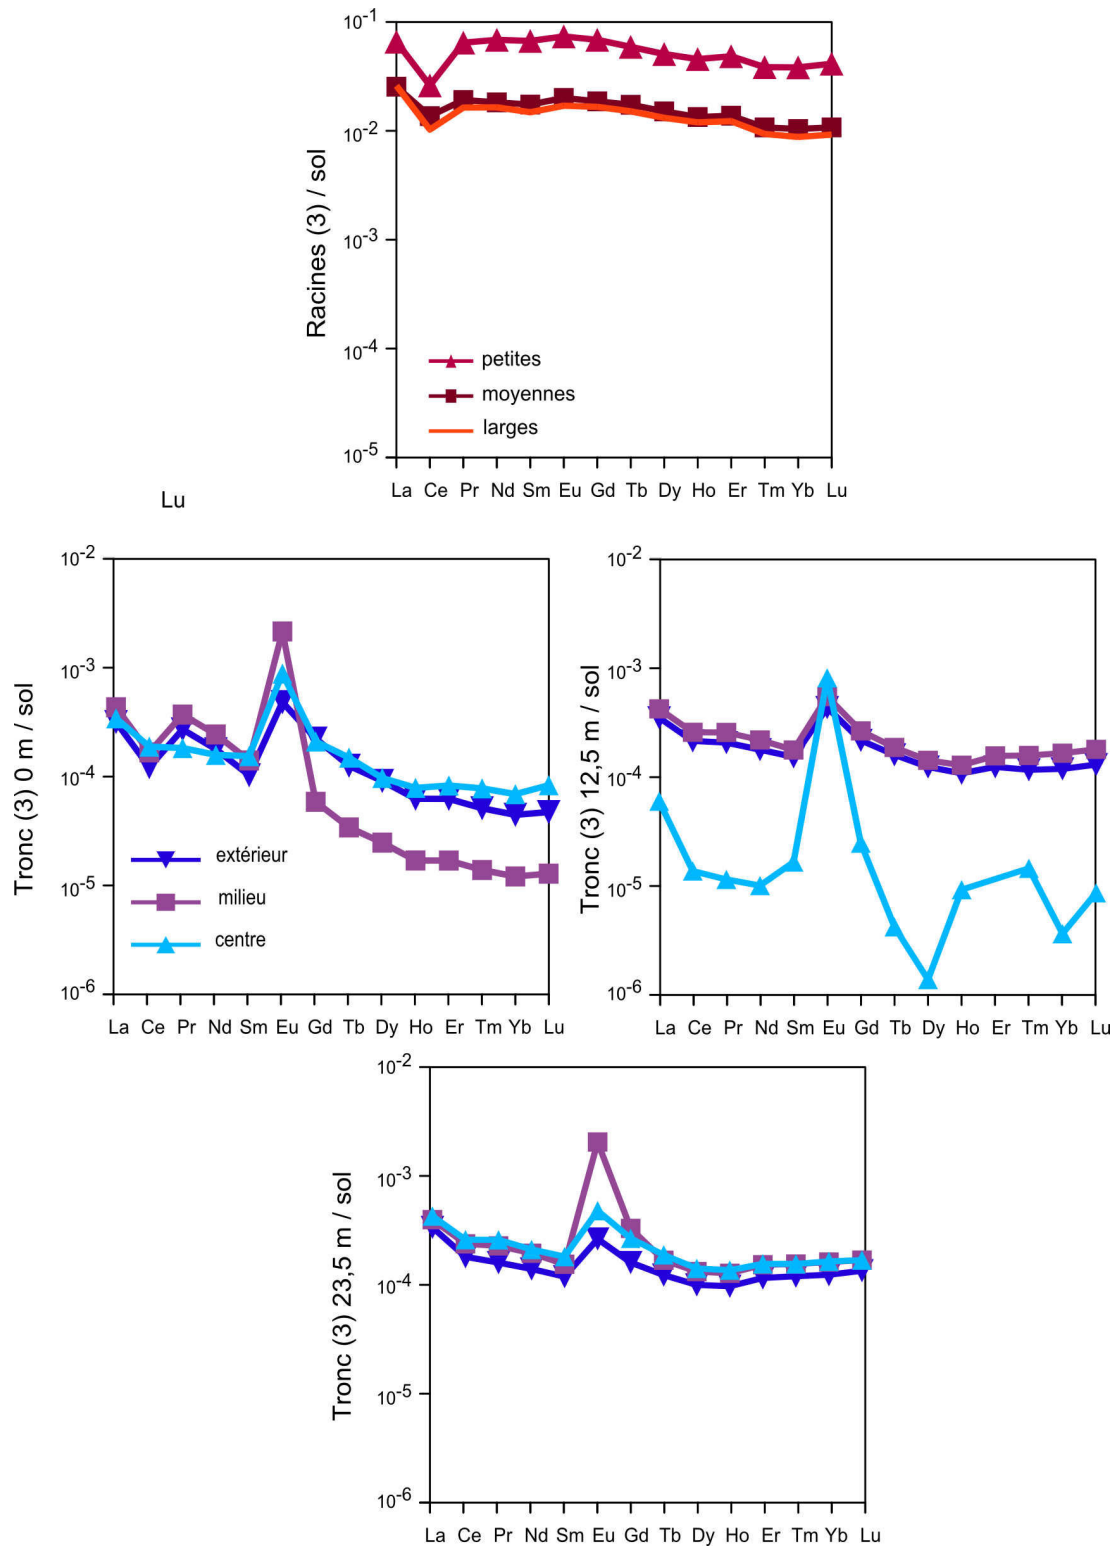 10-1
10-2
10-3
10-4
10-5
Racines (3) / sol
petites
moyennes
larges
La Ce Pr Nd Sm Eu Gd Tb Dy Ho Er Tm Yb Lu
Lu
10-2
10-3
10-4
10-5
10-6
Tronc (3) 0 m / sol
extérieur
milieu
centre
La Ce Pr Nd Sm Eu Gd Tb Dy Ho Er Tm Yb Lu
10-2
10-3
10-4
10-5
10-6
Tronc (3) 12,5 m / sol
La Ce Pr Nd Sm Eu Gd Tb Dy Ho Er Tm Yb Lu
10-2
10-3
10-4
10-5
10-6
Tronc (3) 23,5 m / sol
La Ce Pr Nd Sm Eu Gd Tb Dy Ho Er Tm Yb Lu